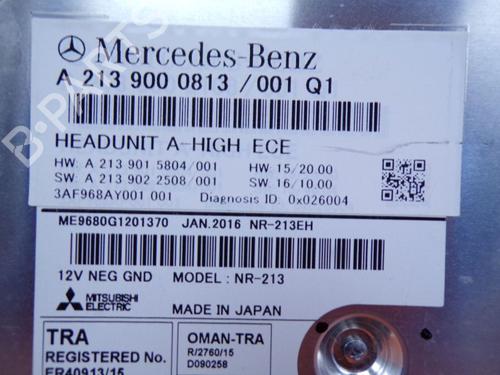 Mercedes-Benz
A 213 900 0813 / 001 Q1
HEADUNIT A-HIGH ECE
HW: A 213 901 5804/001 HW: 15/20.00
SW: A 213 902 2508/001 SW: 16/10.00
3AF968AY001 001 Diagnosis ID: 0x026004
ME9680G1201370 JAN.2016 NR-213EH
12V NEG GND MODEL : NR-213
MITSUBISHI
ELECTRIC
MADE IN JAPAN
TRA
REGISTERED No.
ER40913/15
OMAN-TRA
R/2760/15
D090258
B-PARTS